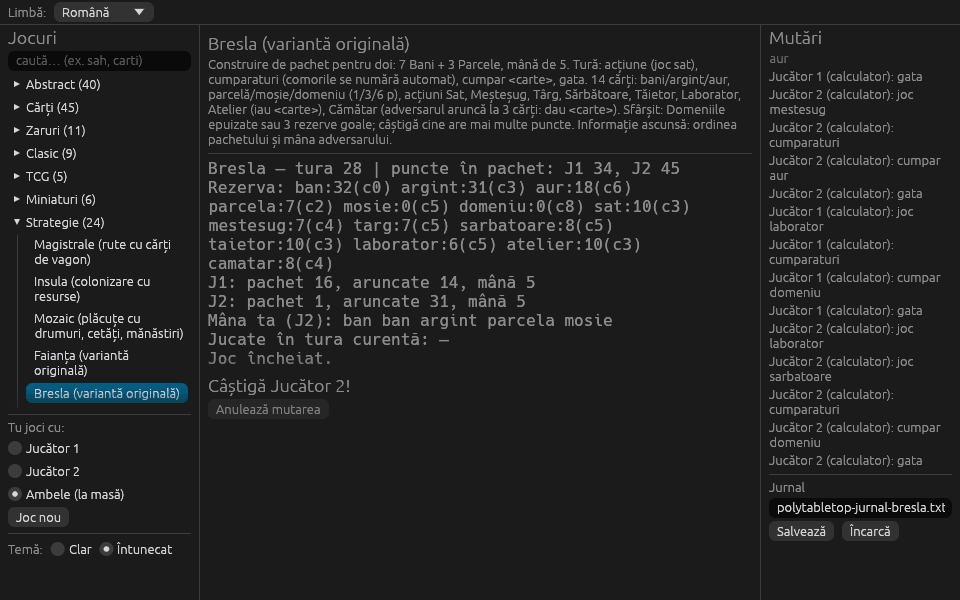 Limbă: Română
Jocuri
caută... (ex. sah, carti)
Abstract (40)
Cărți (45)
Zaruri (11)
Clasic (9)
TCG (5)
Miniaturi (6)
Strategie (24)
Magistrale (rute cu cărți
de vagon)
Insula (colonizare cu
resurse)
Mozaic (plăcuțe cu
drumuri, cetăți, mănăstiri)
Faianța (variantă
originală)
Bresla (variantă originală)
Tu joci cu:
Jucător 1
Jucător 2
Ambele (la masă)
Joc nou
Temă: Clar Întunecat
Bresla (variantă originală)
Construire de pachet pentru doi: 7 Bani + 3 Parcele, mână de 5. Tură: acțiune (joc sat),
cumparaturi (comorile se numără automat), cumpar <carte>, gata. 14 cărți: bani/argint/aur,
parcelă/moșie/domeniu (1/3/6 p), acțiuni Sat, Meșteșug, Târg, Sărbătoare, Tăietor, Laborator,
Atelier (iau <carte>), Cămătar (adversarul aruncă la 3 cărți: dau <carte>). Sfârșit: Domeniile
epuizate sau 3 rezerve goale; câștigă cine are mai multe puncte. Informație ascunsă: ordinea
pachetului și mâna adversarului.
Bresla — tura 28 | puncte în pachet: J1 34, J2 45
Rezerva: ban:32(c0) argint:31(c3) aur:18(c6)
parcela:7(c2) mosie:0(c5) domeniu:0(c8) sat:10(c3)
mestesug:7(c4) targ:7(c5) sarbatoare:8(c5)
taietor:10(c3) laborator:6(c5) atelier:10(c3)
camatar:8(c4)
J1: pachet 16, aruncate 14, mână 5
J2: pachet 1, aruncate 31, mână 5
Mâna ta (J2): ban ban argint parcela mosie
Jucate în tura curentă: —
Joc încheiat.
Câștigă Jucător 2!
Anulează mutarea
Mutări
aur
Jucător 1 (calculator): gata
Jucător 2 (calculator): joc
mestesug
Jucător 2 (calculator):
cumparaturi
Jucător 2 (calculator): cumpar
aur
Jucător 2 (calculator): gata
Jucător 1 (calculator): joc
laborator
Jucător 1 (calculator):
cumparaturi
Jucător 1 (calculator): cumpar
domeniu
Jucător 1 (calculator): gata
Jucător 2 (calculator): joc
laborator
Jucător 2 (calculator): joc
sarbatoare
Jucător 2 (calculator):
cumparaturi
Jucător 2 (calculator): cumpar
domeniu
Jucător 2 (calculator): gata
Jurnal
polytabletop-jurnal-bresla.txt
Salvează Încarcă